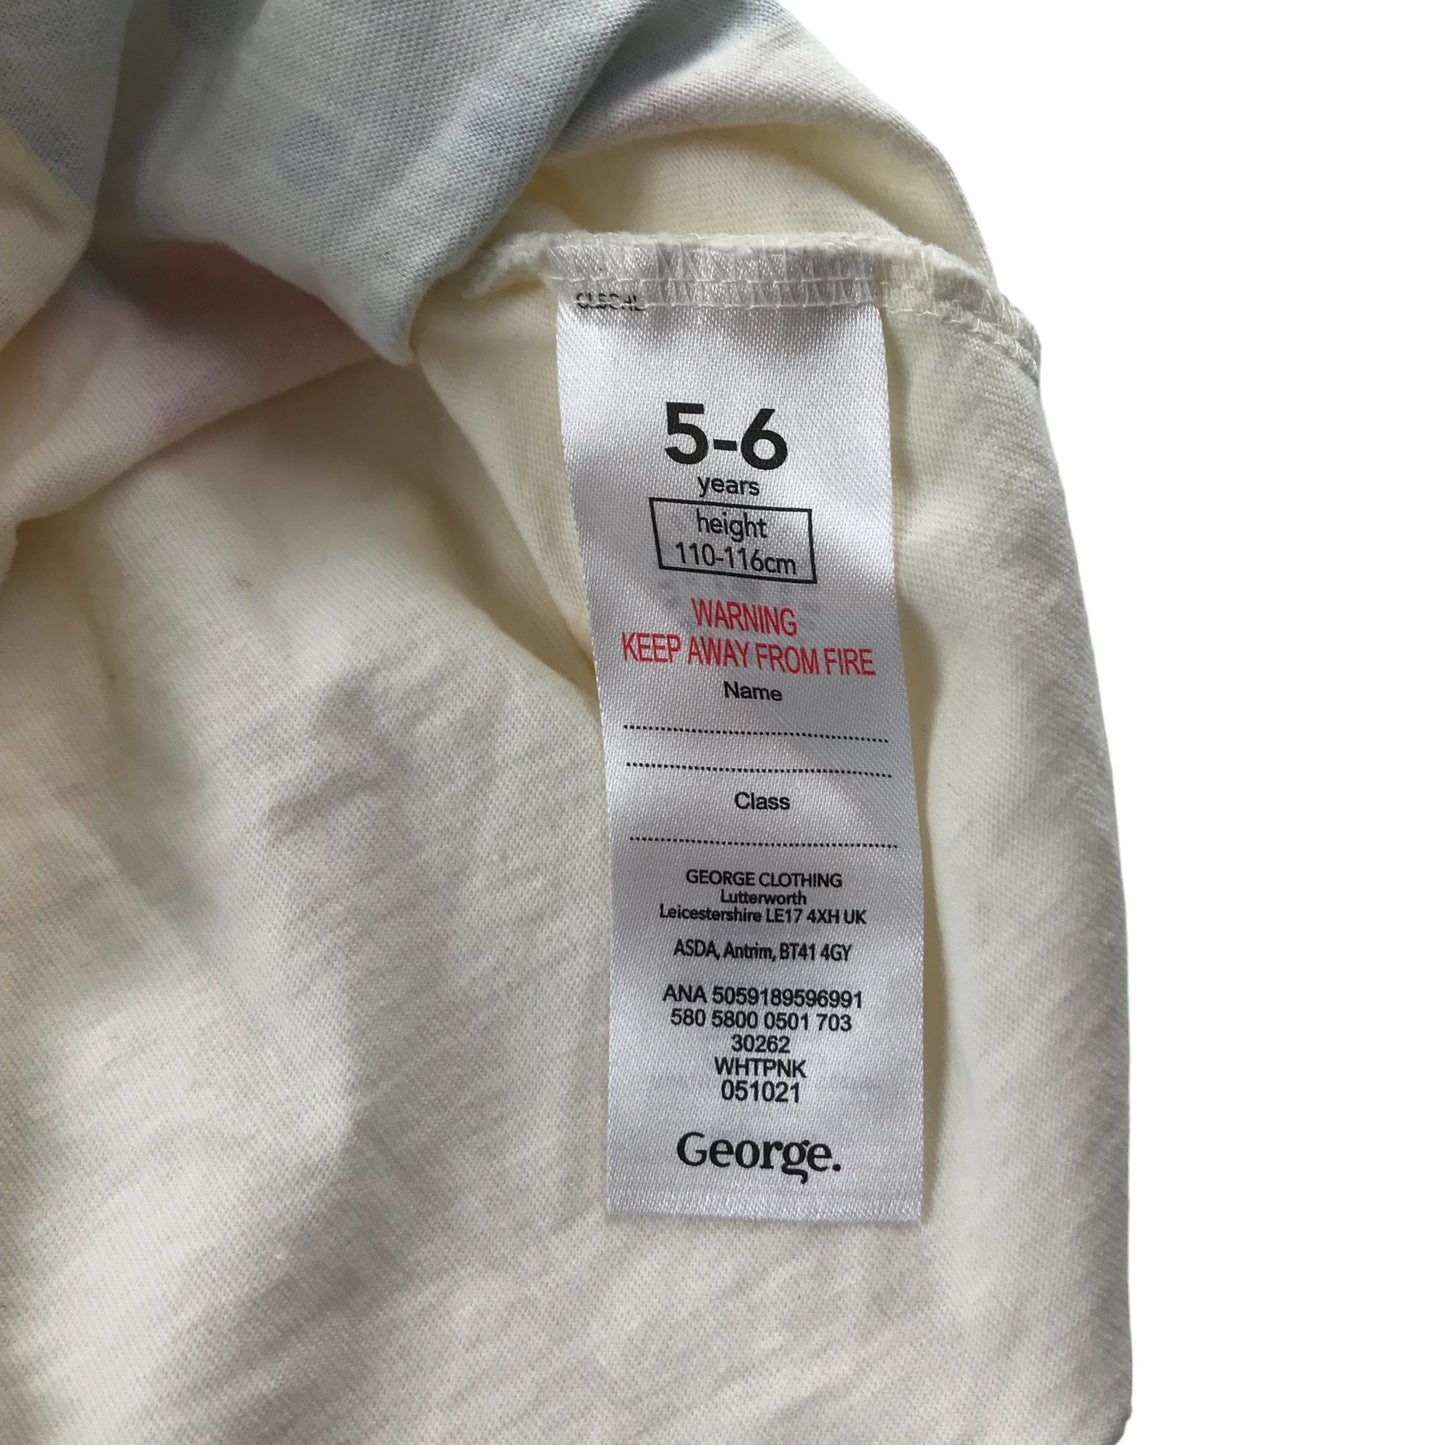 5-6
years
height
110-116cm
WARNING
KEEP AWAY FROM FIRE
Name
Class
GEORGE CLOTHING
Lutterworth
Leicestershire LE17 4XH UK
ASDA, Antrim, BT41 4GY
ANA 5059189596991
580 5800 0501 703
30262
WHTPNK
051021
George.